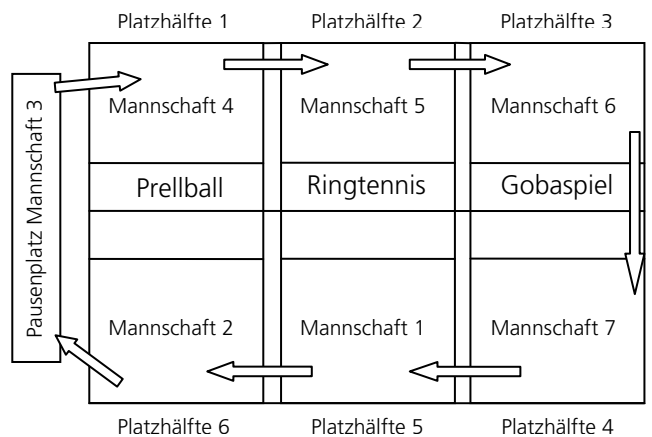 Platzhälfte 1 Platzhälfte 2 Platzhälfte 3
Pausenplatz Mannschaft 3
Mannschaft 4 Mannschaft 5 Mannschaft 6
Prellball Ringtennis Gobaspiel
Mannschaft 2 Mannschaft 1 Mannschaft 7
Platzhälfte 6 Platzhälfte 5 Platzhälfte 4